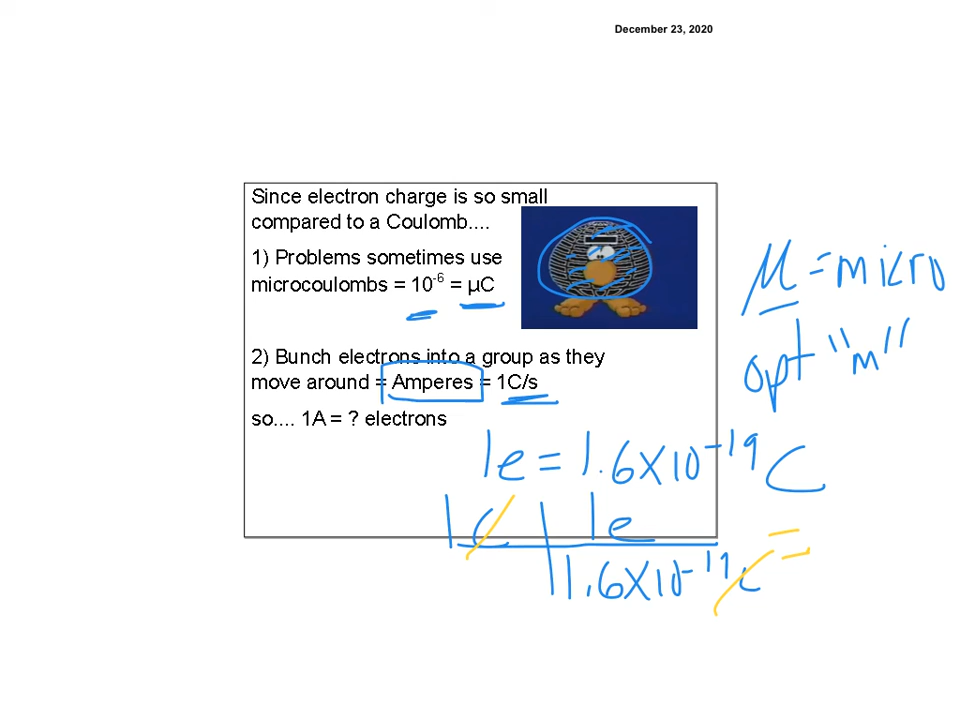 December 23, 2020
Since electron charge is so small
compared to a Coulomb....
1) Problems sometimes use
microcoulombs = 10⁻⁶ = µC
µ = micro
opt "m"
2) Bunch electrons into a group as they
move around = Amperes = 1C/s
so.... 1A = ? electrons
1e = 1.6X10⁻¹⁹ C
1C | 1e =
1.6X10⁻¹⁹ C